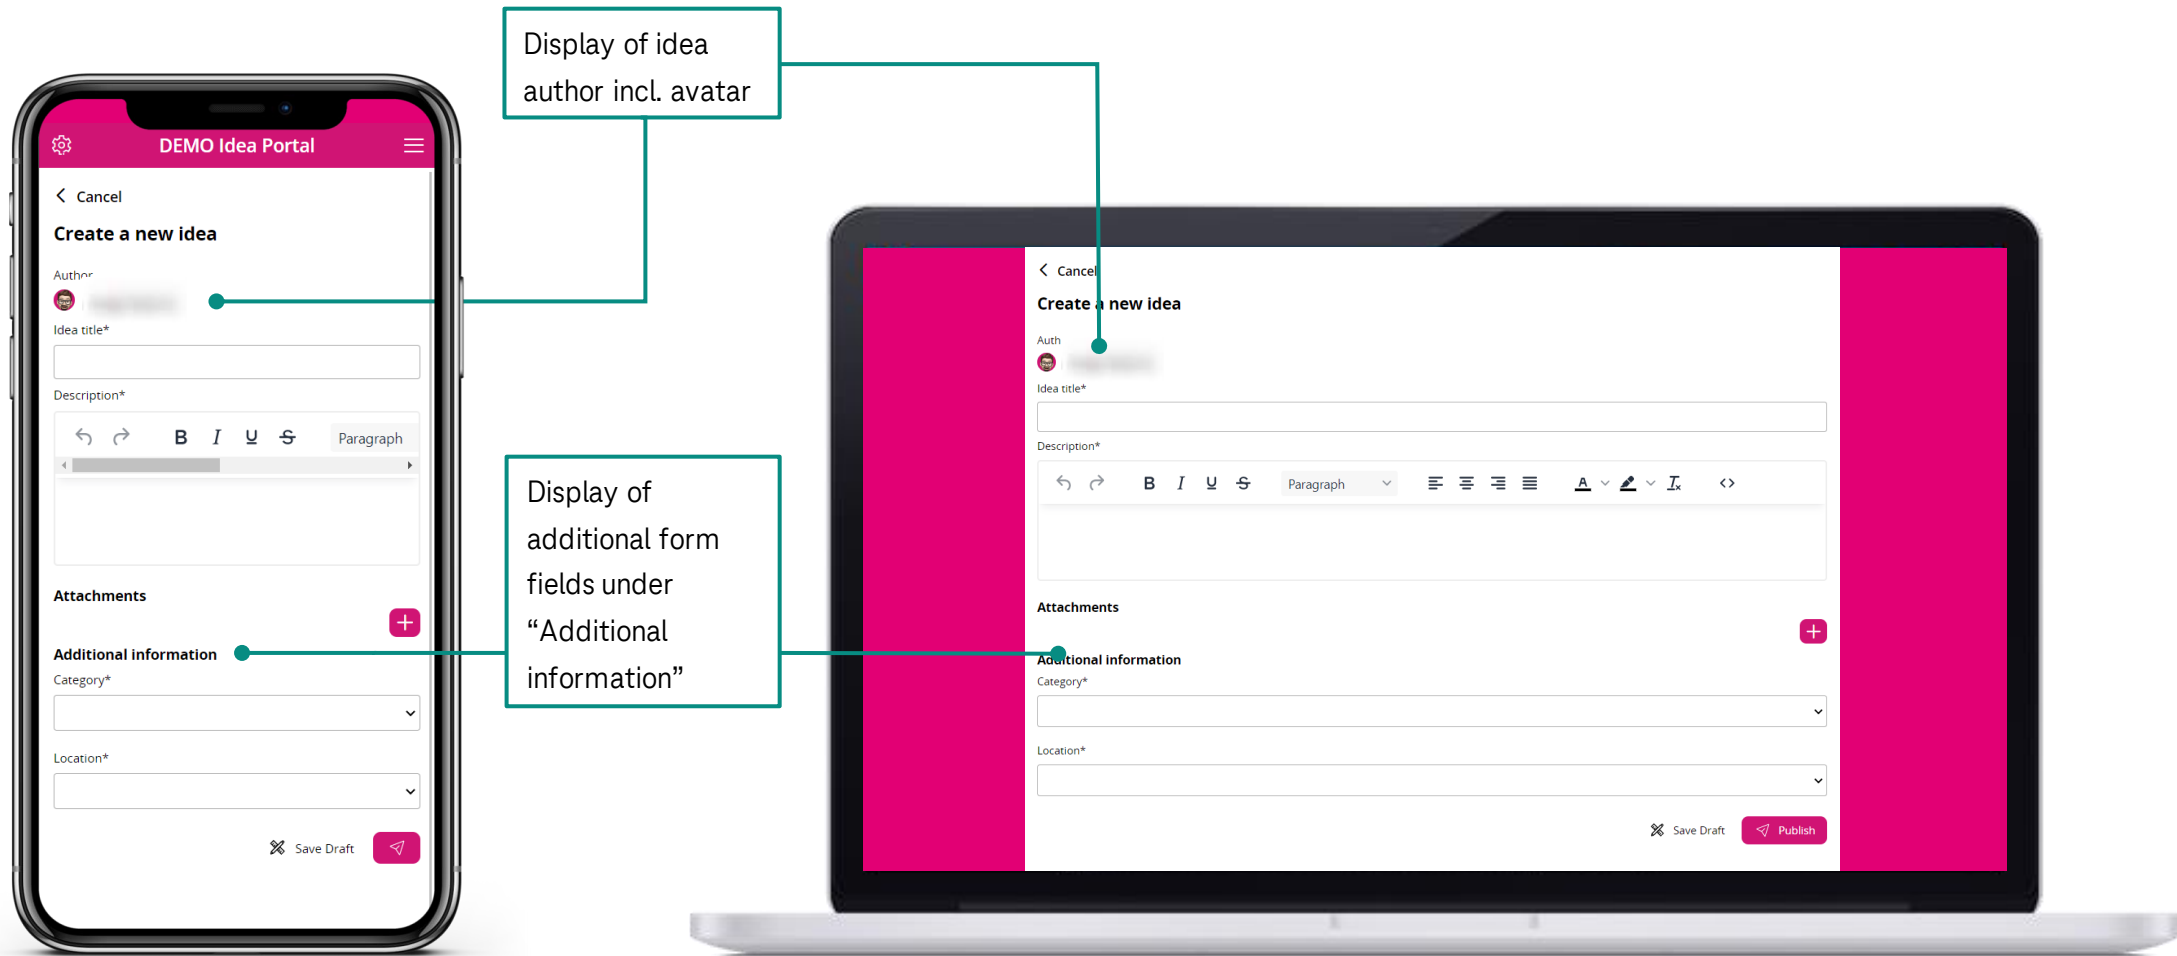 Display of idea
author incl. avatar
DEMO Idea Portal
Cancel
Create a new idea
Author
Idea title*
Description*
B I U S Paragraph
Attachments
Additional information
Category*
Location*
Save Draft
Display of
additional form
fields under
“Additional
information”
Cancel
Create a new idea
Auth
Idea title*
Description*
B I U S Paragraph A Tx <>
Attachments
Additional information
Category*
Location*
Save Draft Publish